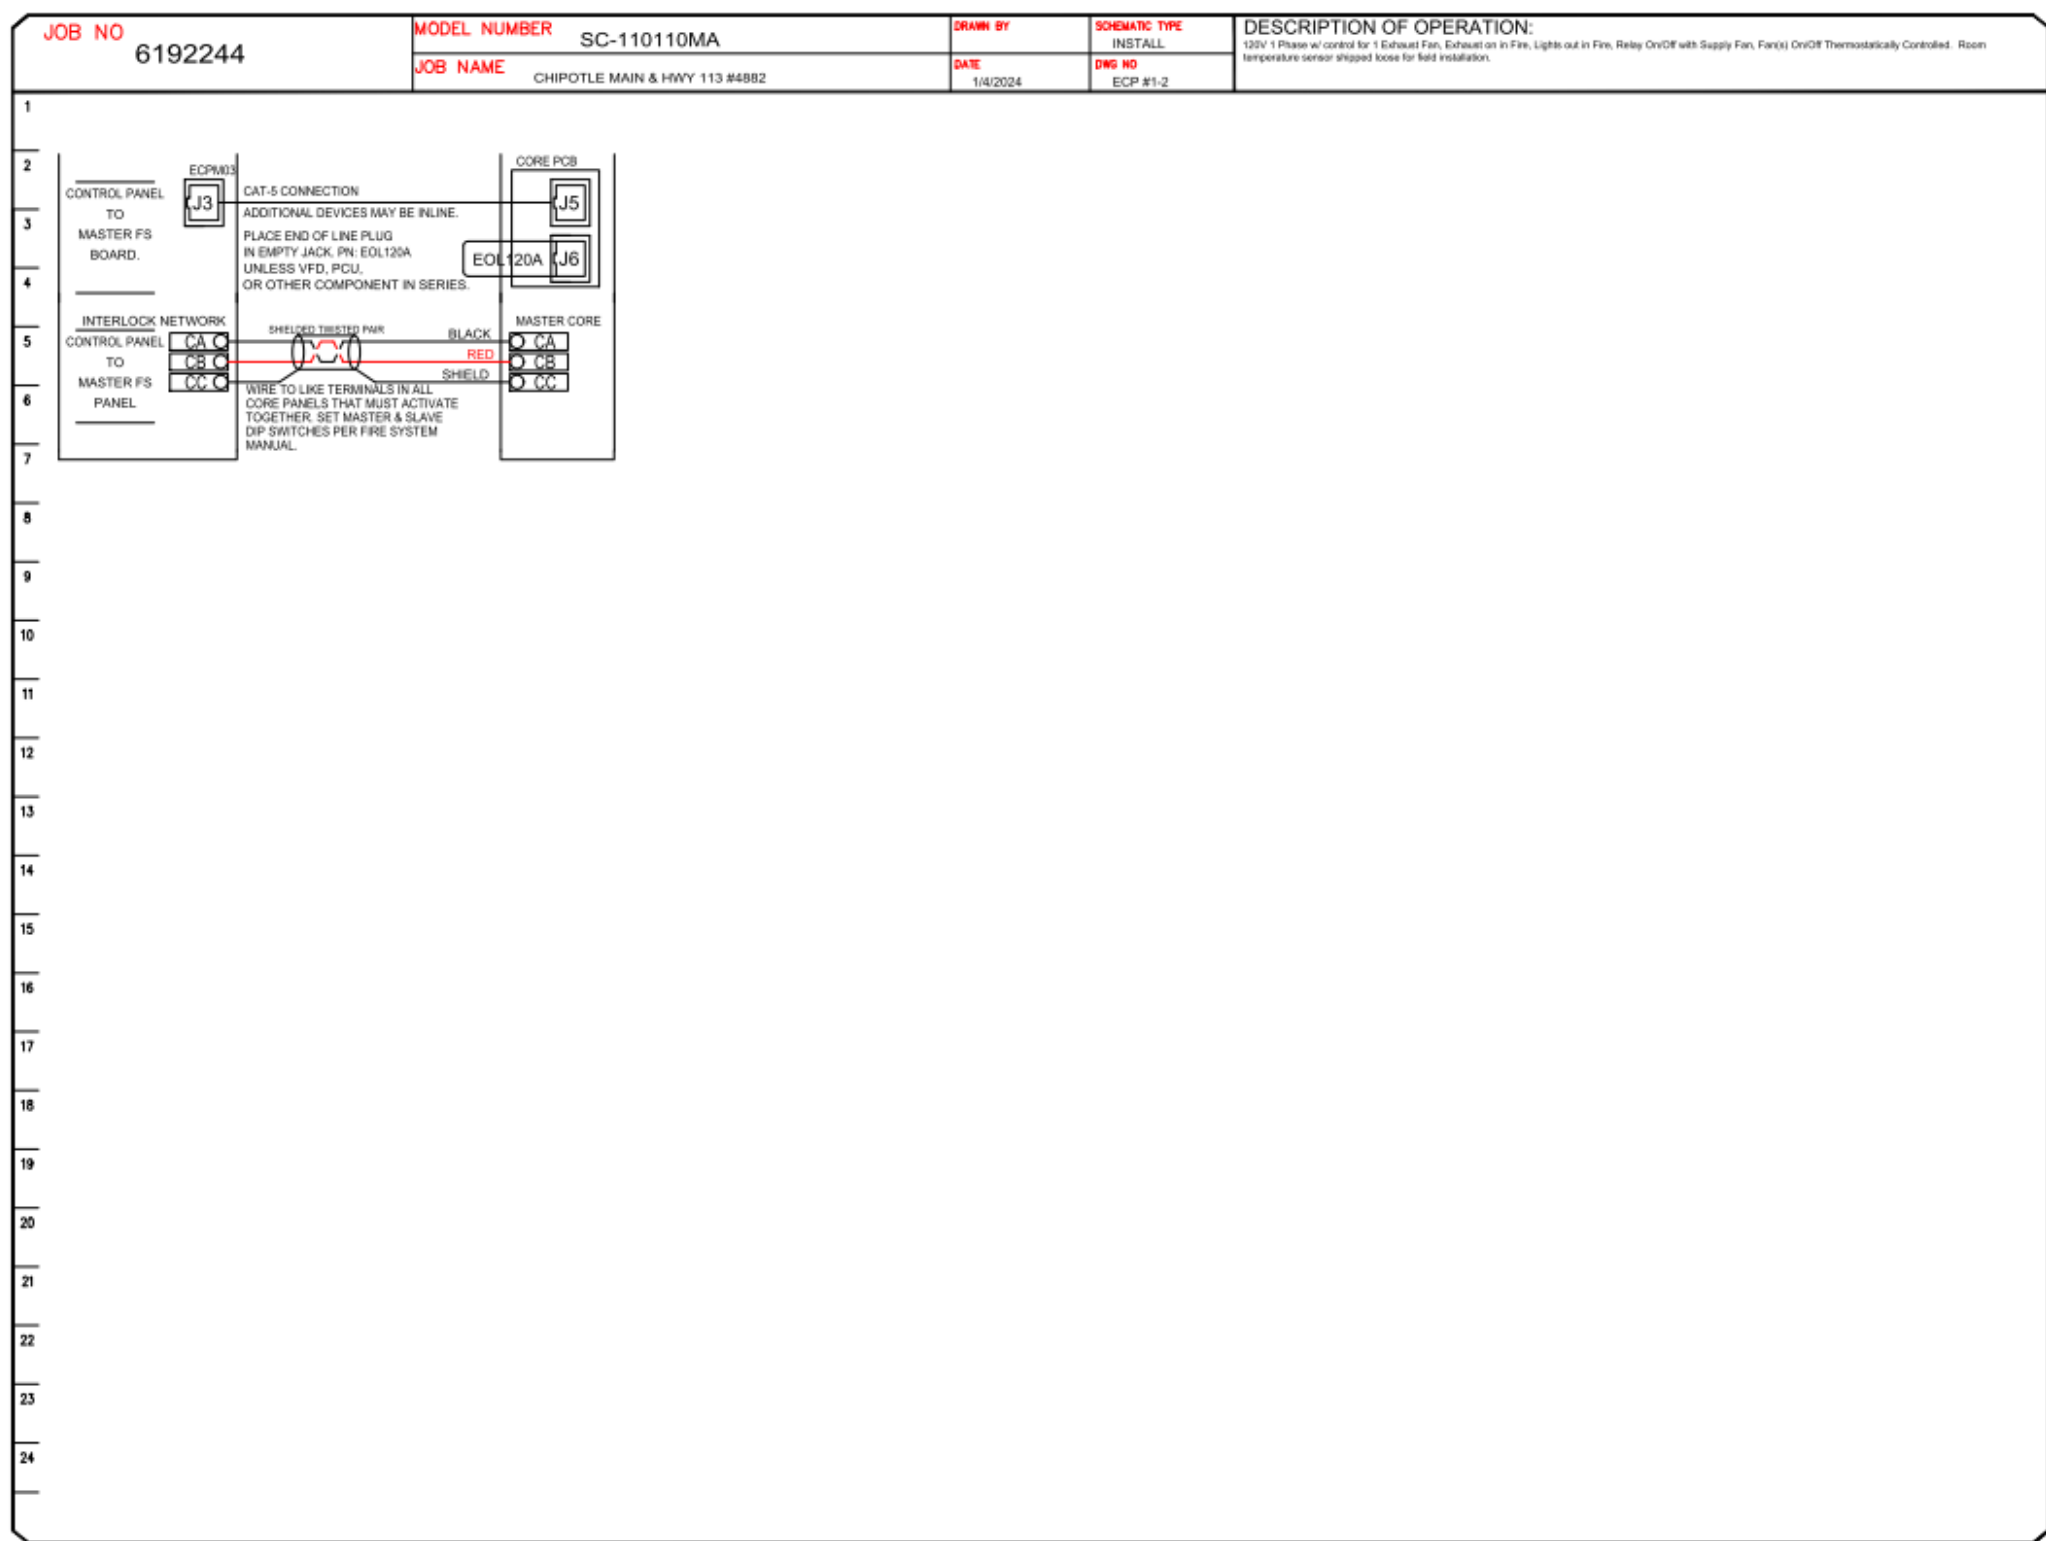 JOB NO
6192244
MODEL NUMBER
SC-110110MA
JOB NAME
CHIPOTLE MAIN & HWY 113 #4882
DRAWN BY
DATE
1/4/2024
SCHEMATIC TYPE
INSTALL
DWG NO
ECP #1-2
DESCRIPTION OF OPERATION:
120V 1 Phase w/ control for 1 Exhaust Fan, Exhaust on in Fire, Lights out in Fire, Relay On/Off with Supply Fan, Fan(s) On/Off Thermostatically Controlled. Room
temperature sensor shipped loose for field installation.
1
2
3
4
5
6
7
8
9
10
11
12
13
14
15
16
17
18
19
20
21
22
23
24
CONTROL PANEL
TO
MASTER FS
BOARD.
ECPM03
J3
CAT-5 CONNECTION
ADDITIONAL DEVICES MAY BE INLINE.
PLACE END OF LINE PLUG
IN EMPTY JACK. PN: EOL120A
UNLESS VFD, PCU,
OR OTHER COMPONENT IN SERIES.
CORE PCB
J5
EOL120A
J6
INTERLOCK NETWORK
CONTROL PANEL
TO
MASTER FS
PANEL
CA
CB
CC
SHIELDED TWISTED PAIR
BLACK
RED
SHIELD
WIRE TO LIKE TERMINALS IN ALL
CORE PANELS THAT MUST ACTIVATE
TOGETHER. SET MASTER & SLAVE
DIP SWITCHES PER FIRE SYSTEM
MANUAL.
MASTER CORE
CA
CB
CC